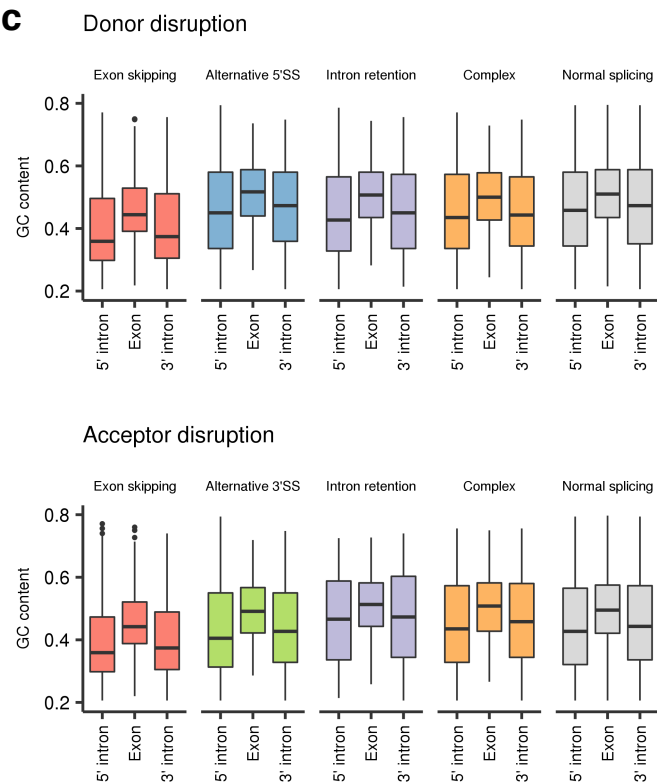 c
Donor disruption
Exon skipping Alternative 5'SS Intron retention Complex Normal splicing
GC content
0.8
0.6
0.4
0.2
5' intron Exon 3' intron 5' intron Exon 3' intron 5' intron Exon 3' intron 5' intron Exon 3' intron 5' intron Exon 3' intron
Acceptor disruption
Exon skipping Alternative 3'SS Intron retention Complex Normal splicing
GC content
0.8
0.6
0.4
0.2
5' intron Exon 3' intron 5' intron Exon 3' intron 5' intron Exon 3' intron 5' intron Exon 3' intron 5' intron Exon 3' intron